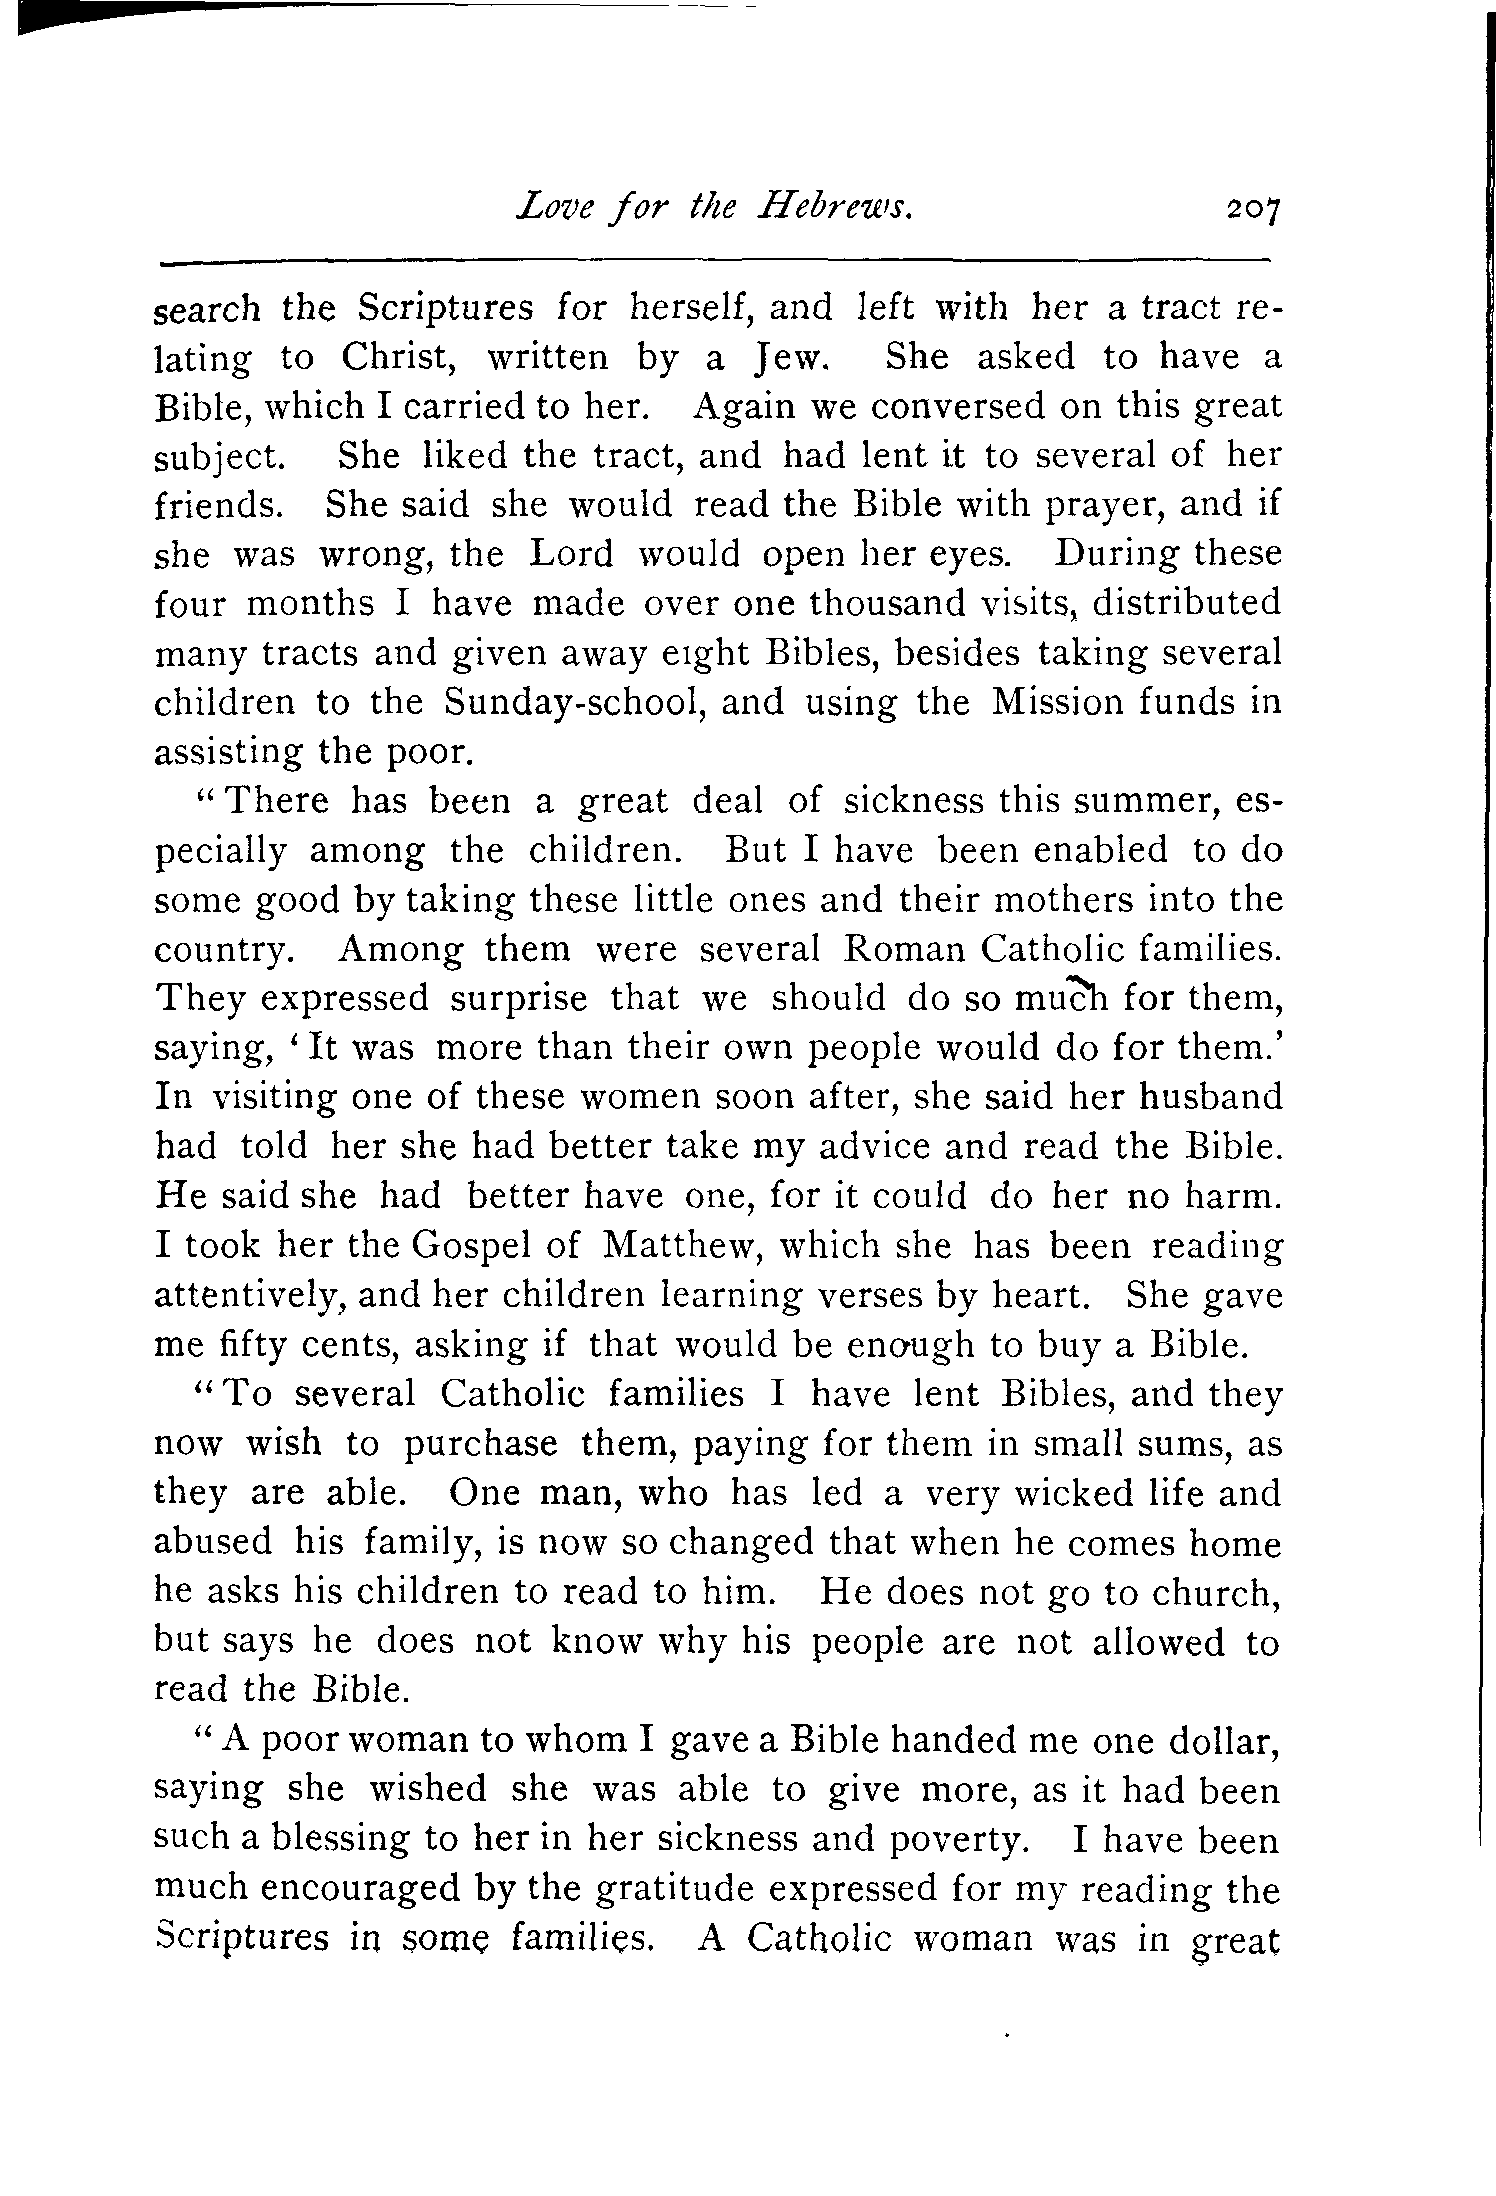 Love for the Hebrews. 207
search the Scriptures for herself, and left with her a tract re-
lating to Christ, written by a Jew. She asked to have a
Bible, which I carried to her. Again we conversed on this great
subject. She liked the tract, and had lent it to several of her
friends. She said she would read the Bible with prayer, and if
she was wrong, the Lord would open her eyes. During these
four months I have made over one thousand visits, distributed
many tracts and given away eight Bibles, besides taking several
children to the Sunday-school, and using the Mission funds in
assisting the poor.
" There has been a great deal of sickness this summer, es-
pecially among the children. But I have been enabled to do
some good by taking these little ones and their mothers into the
country. Among them were several Roman Catholic families.
They expressed surprise that we should do so much for them,
saying, ' It was more than their own people would do for them.'
In visiting one of these women soon after, she said her husband
had told her she had better take my advice and read the Bible.
He said she had better have one, for it could do her no harm.
I took her the Gospel of Matthew, which she has been reading
attentively, and her children learning verses by heart. She gave
me fifty cents, asking if that would be enough to buy a Bible.
" To several Catholic families I have lent Bibles, and they
now wish to purchase them, paying for them in small sums, as
they are able. One man, who has led a very wicked life and
abused his family, is now so changed that when he comes home
he asks his children to read to him. He does not go to church,
but says he does not know why his people are not allowed to
read the Bible.
" A poor woman to whom I gave a Bible handed me one dollar,
saying she wished she was able to give more, as it had been
such a blessing to her in her sickness and poverty. I have been
much encouraged by the gratitude expressed for my reading the
Scriptures in some families. A Catholic woman was in great